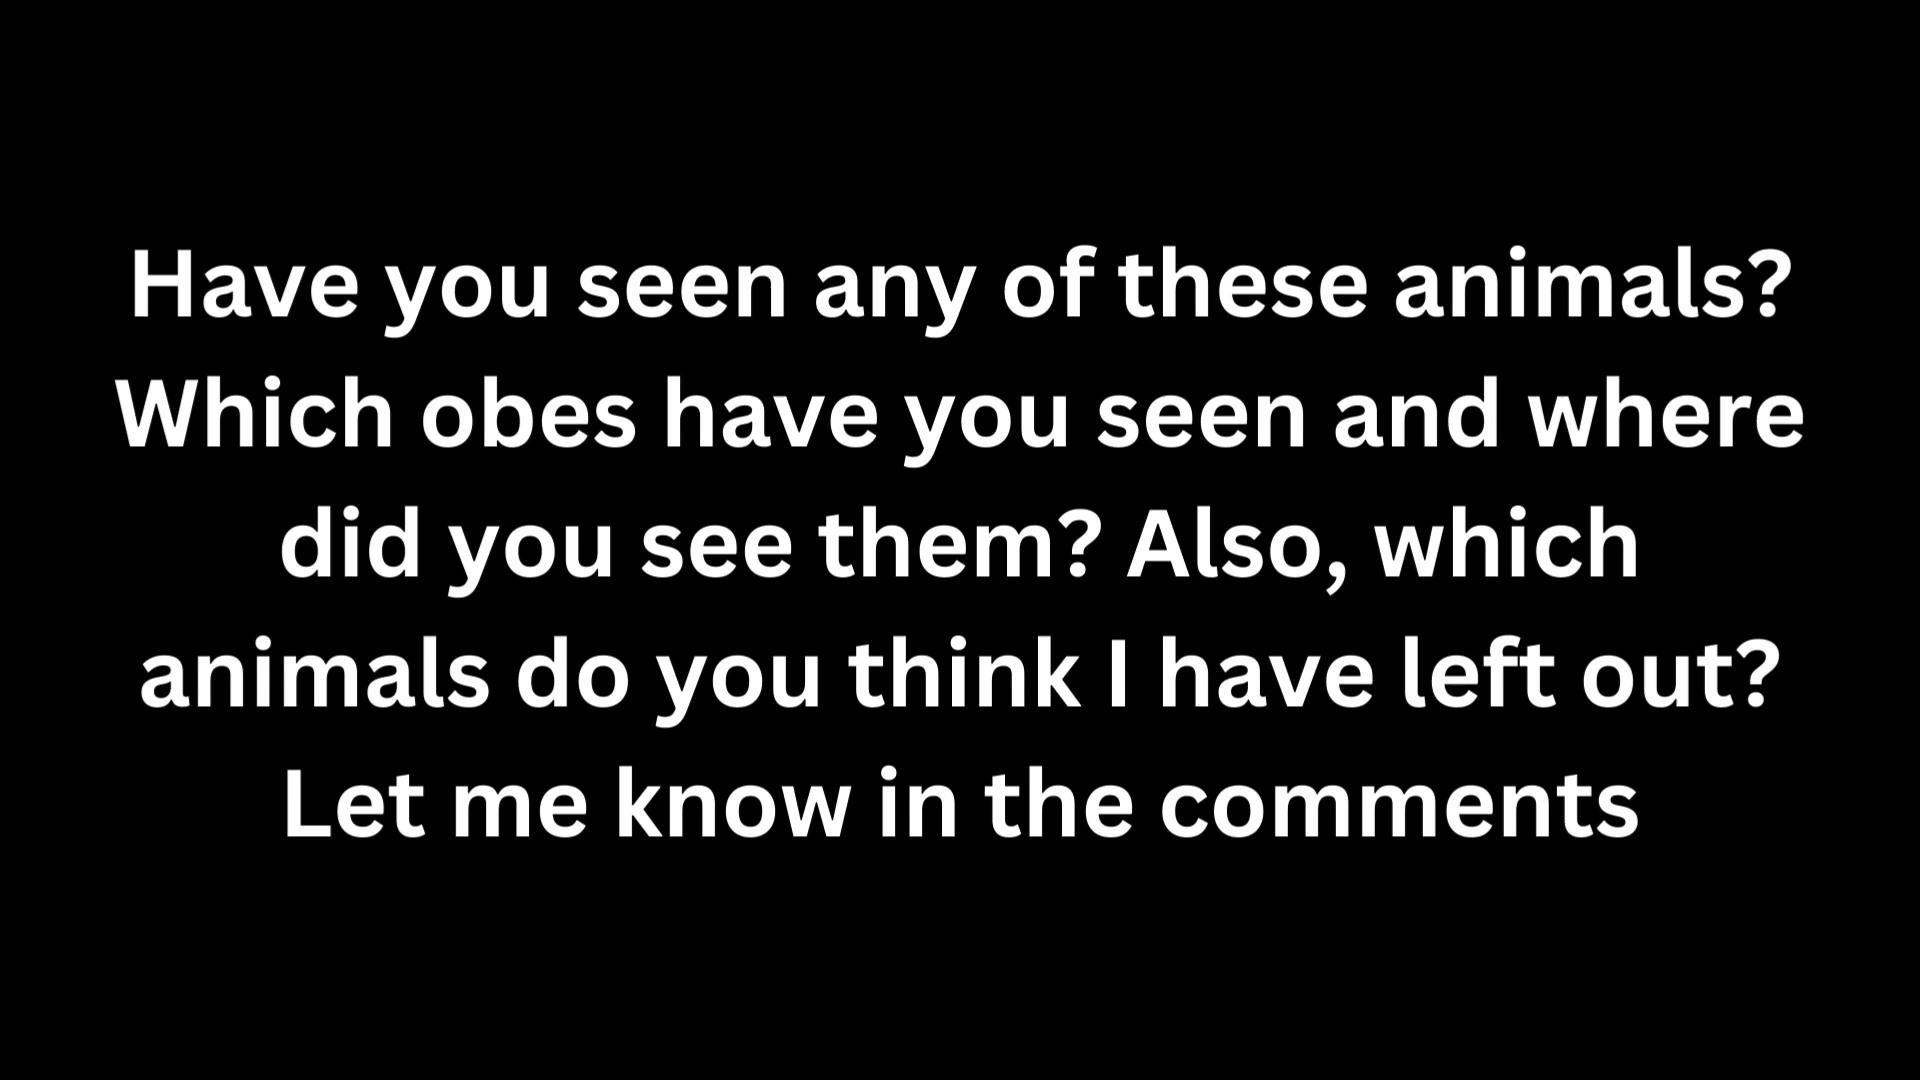 Have you seen any of these animals?
Which obes have you seen and where
did you see them? Also, which
animals do you think I have left out?
Let me know in the comments